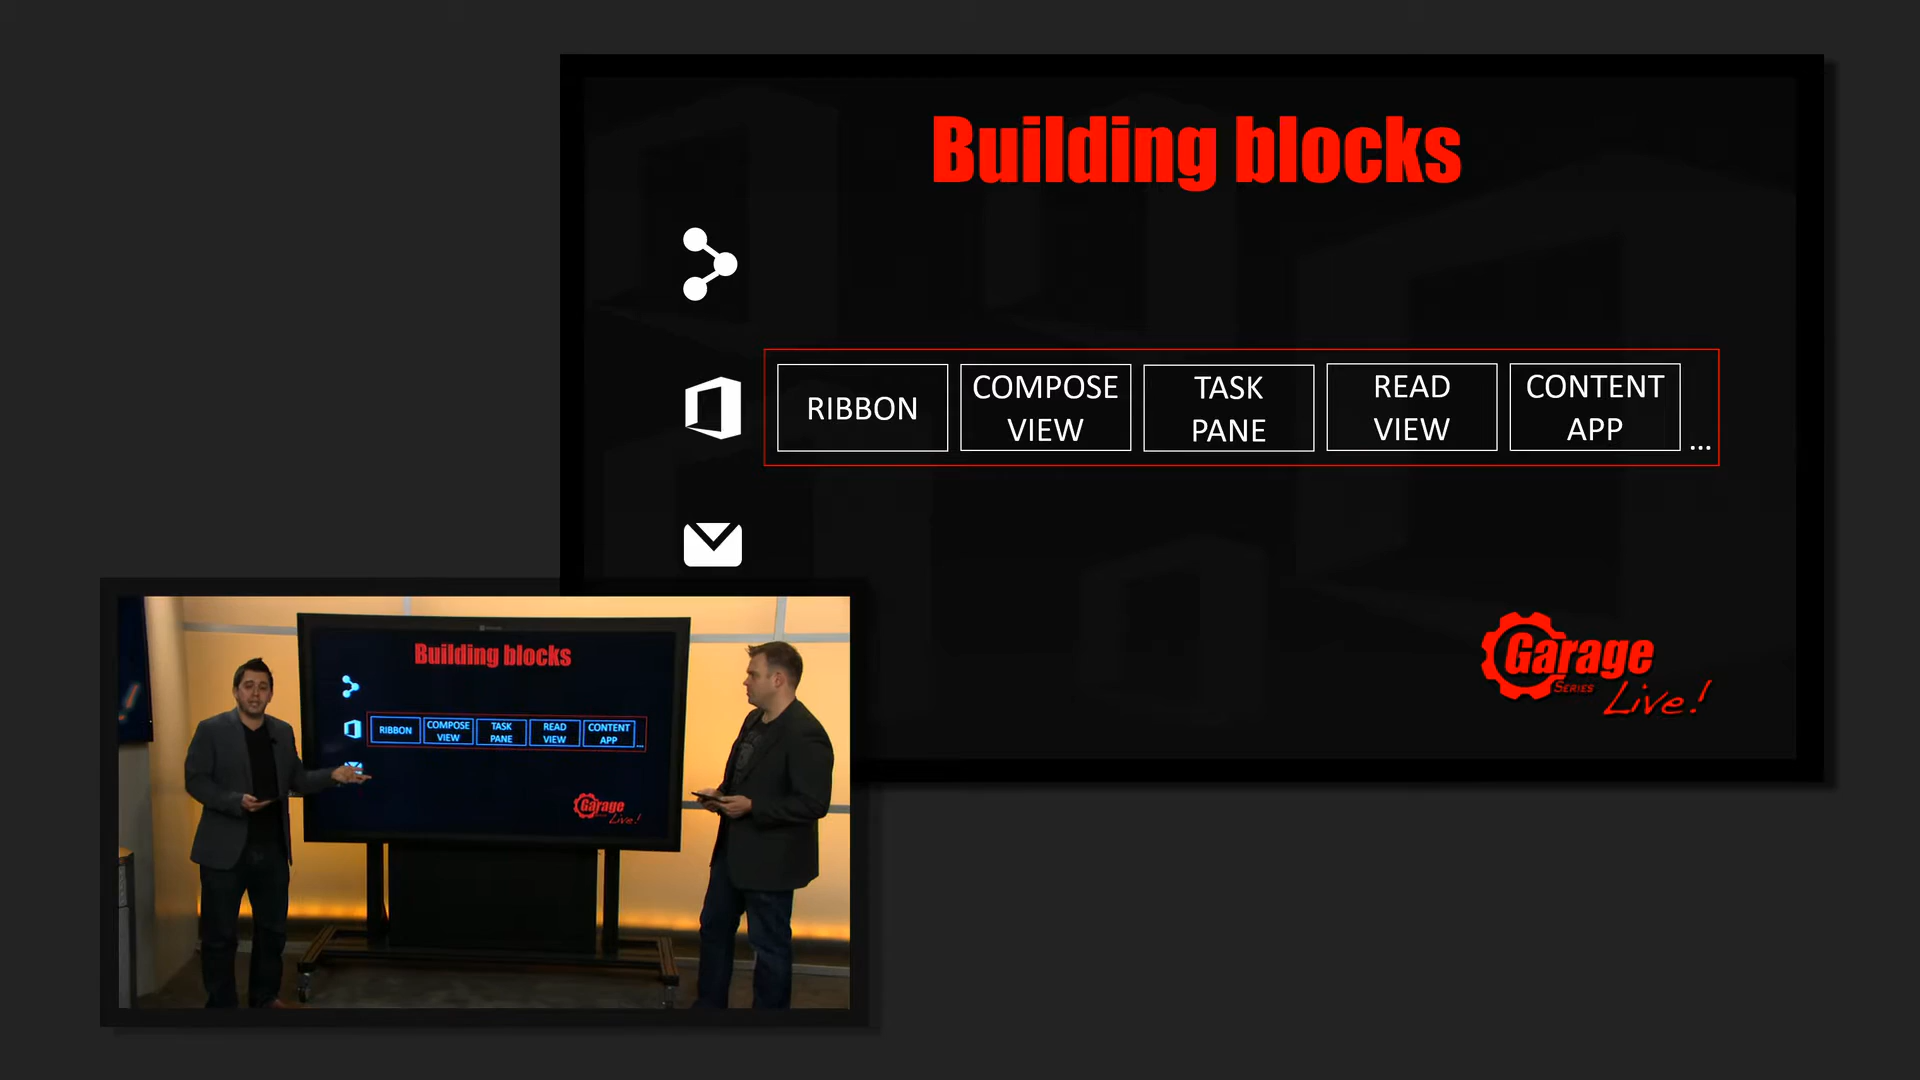 Building blocks
RIBBON
COMPOSE
VIEW
TASK
PANE
READ
VIEW
CONTENT
APP
...
Garage
SERIES
Live!
Building blocks
RIBBON
COMPOSE
VIEW
TASK
PANE
READ
VIEW
CONTENT
APP
...
Garage
Live!